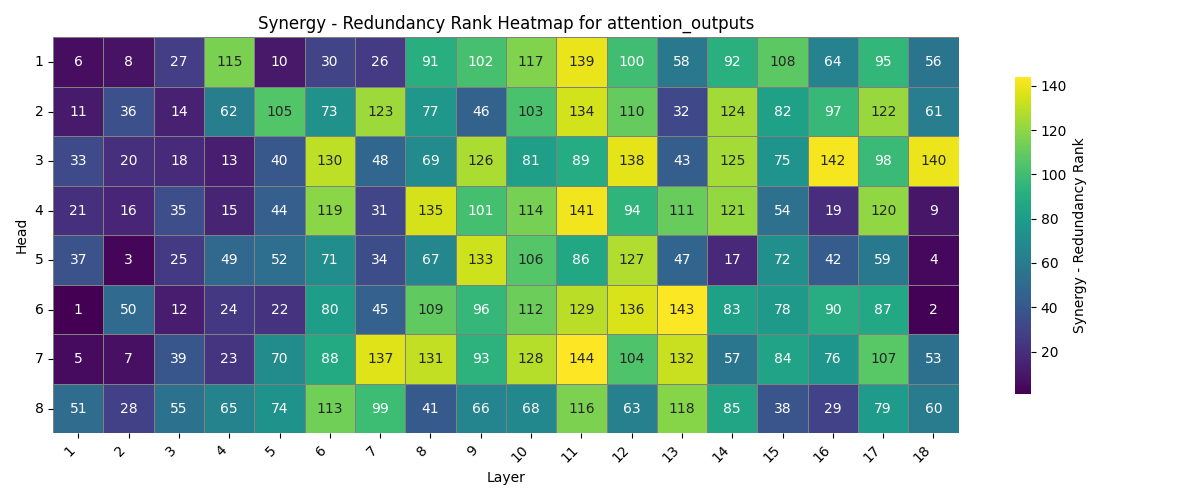 Synergy - Redundancy Rank Heatmap for attention_outputs
1 6 8 27 115 10 30 26 91 102 117 139 100 58 92 108 64 95 56
2 11 36 14 62 105 73 123 77 46 103 134 110 32 124 82 97 122 61
3 33 20 18 13 40 130 48 69 126 81 89 138 43 125 75 142 98 140
4 21 16 35 15 44 119 31 135 101 114 141 94 111 121 54 19 120 9
5 37 3 25 49 52 71 34 67 133 106 86 127 47 17 72 42 59 4
6 1 50 12 24 22 80 45 109 96 112 129 136 143 83 78 90 87 2
7 5 7 39 23 70 88 137 131 93 128 144 104 132 57 84 76 107 53
8 51 28 55 65 74 113 99 41 66 68 116 63 118 85 38 29 79 60
1 2 3 4 5 6 7 8 9 10 11 12 13 14 15 16 17 18
Layer
Head
140
120
100
80
60
40
20
Synergy - Redundancy Rank